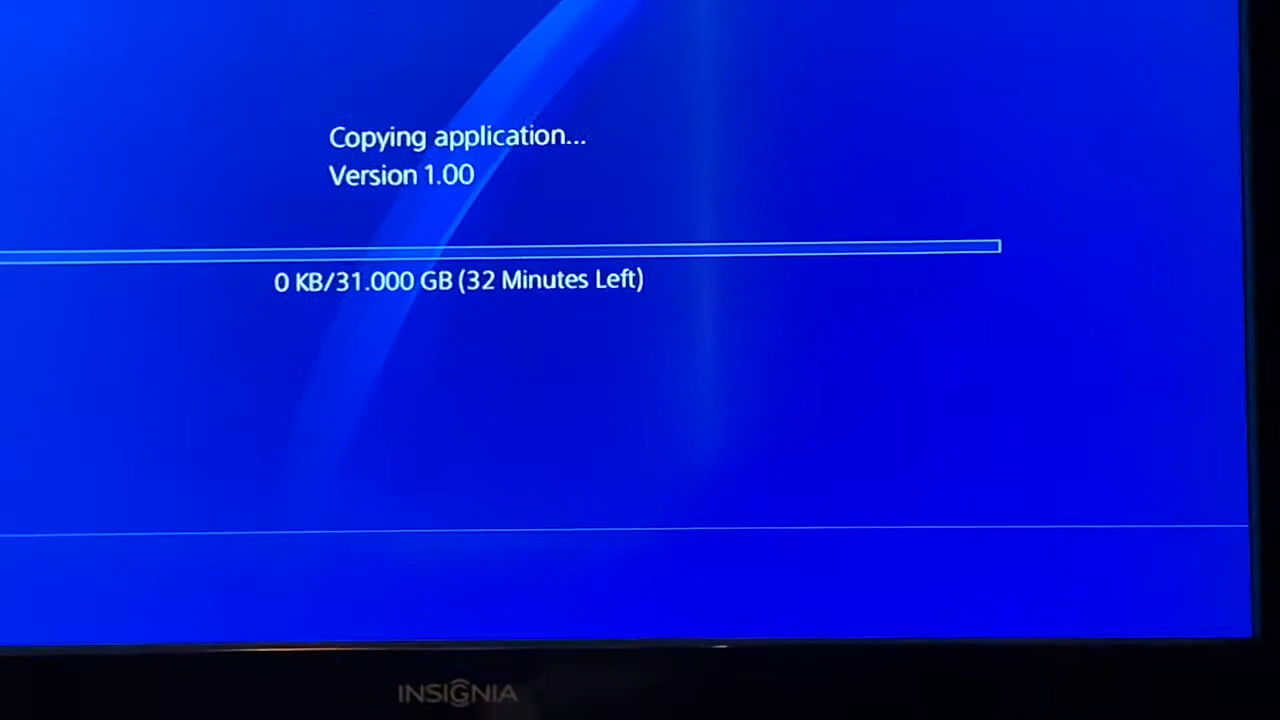 Copying application...
Version 1.00
0 KB/31.000 GB (32 Minutes Left)
INSIGNIA